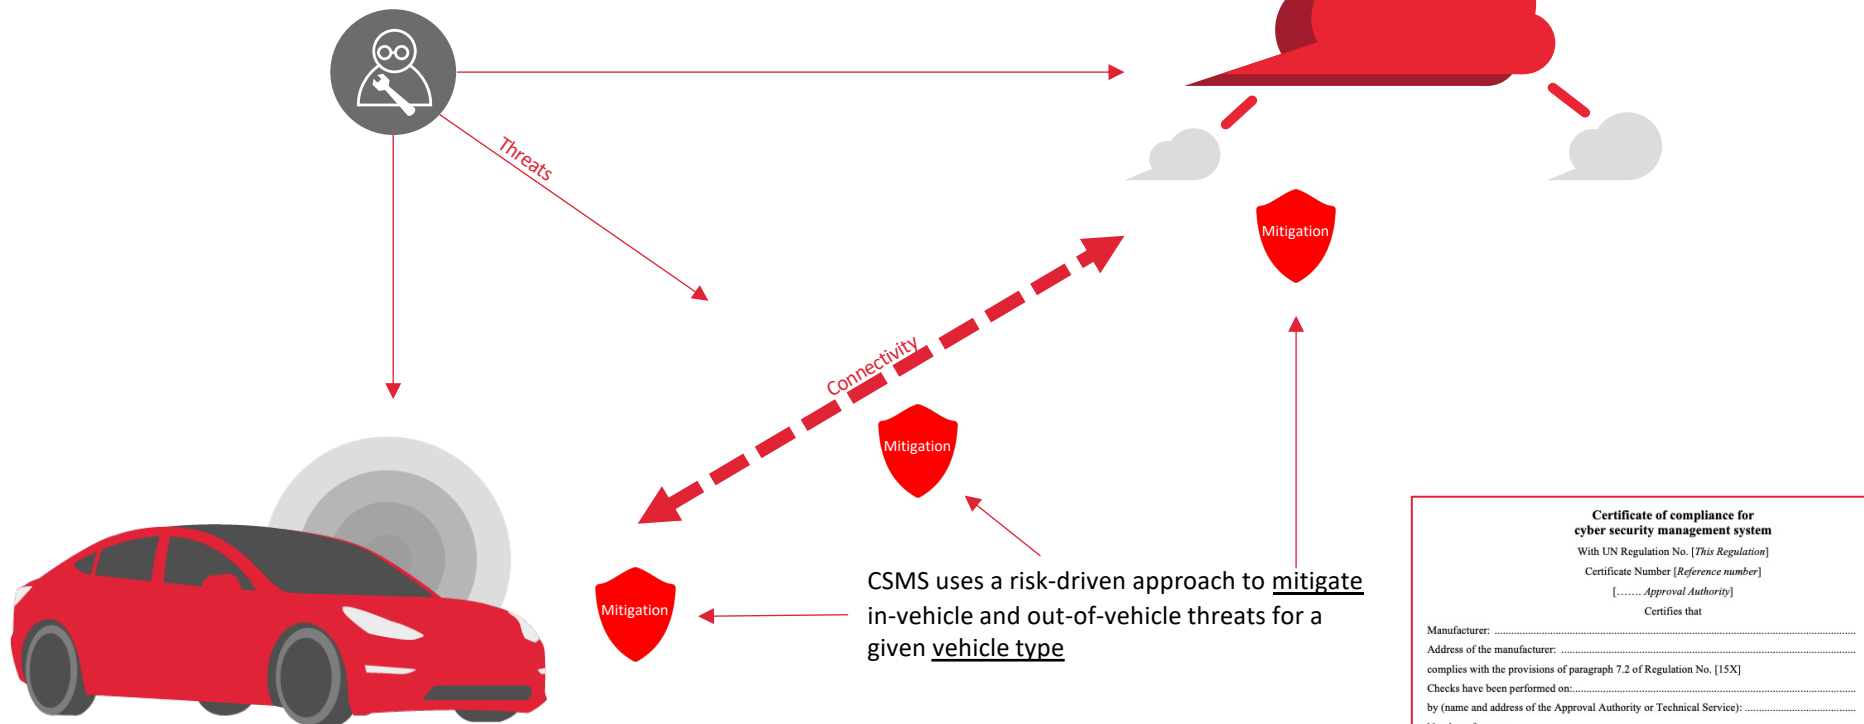 Threats
Mitigation
Connectivity
Mitigation
Mitigation
CSMS uses a risk-driven approach to mitigate
in-vehicle and out-of-vehicle threats for a
given vehicle type
Certificate of compliance for
cyber security management system
With UN Regulation No. [This Regulation]
Certificate Number [Reference number]
[....... Approval Authority]
Certifies that
Manufacturer: ....................................................................................................
Address of the manufacturer: ....................................................................................
complies with the provisions of paragraph 7.2 of Regulation No. [15X]
Checks have been performed on:....................................................................................
by (name and address of the Approval Authority or Technical Service): ................................